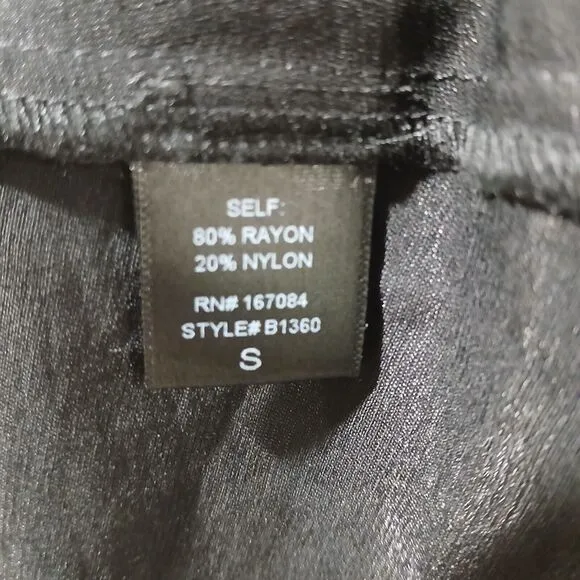 SELF:
80% RAYON
20% NYLON
RN# 167084
STYLE# B1360
S